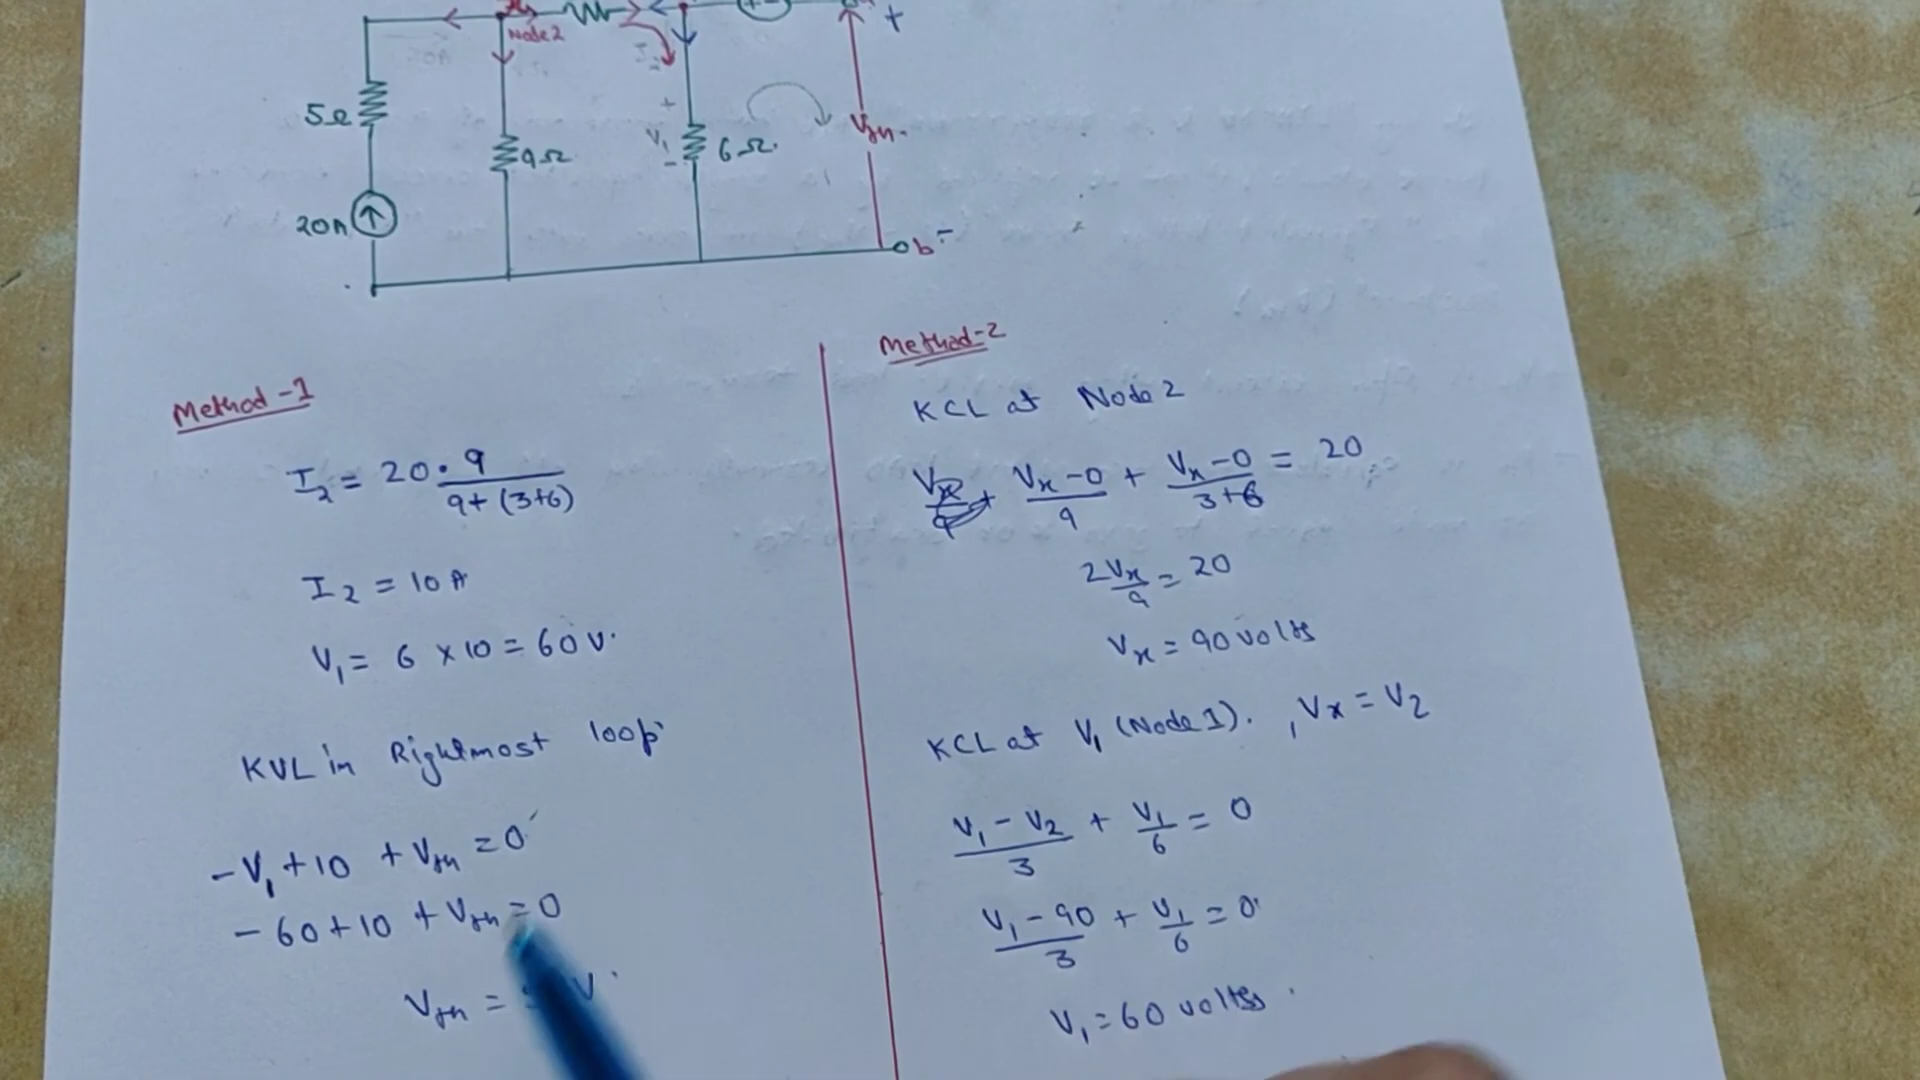 Node 2
+ -
+
5Ω
+
V₁
-
6Ω.
Vth.
9Ω
20A
b -
Method-1
I₂ = 20 · 9 / (9+(3+6))
I₂ = 10 A
V₁ = 6 × 10 = 60 V.
KVL in Rightmost loop
-V₁ + 10 + Vth = 0
-60 + 10 + Vth = 0
Vth =
V
Method-2
KCL at Node 2
(Vx - 0)/9 + (Vx - 0)/(3+6) = 20
2Vx/9 = 20
Vx = 90 volts
KCL at V₁ (Node 1). , Vx = V₂
(V₁ - V₂)/3 + V₁/6 = 0
(V₁ - 90)/3 + V₁/6 = 0
V₁ = 60 volts.